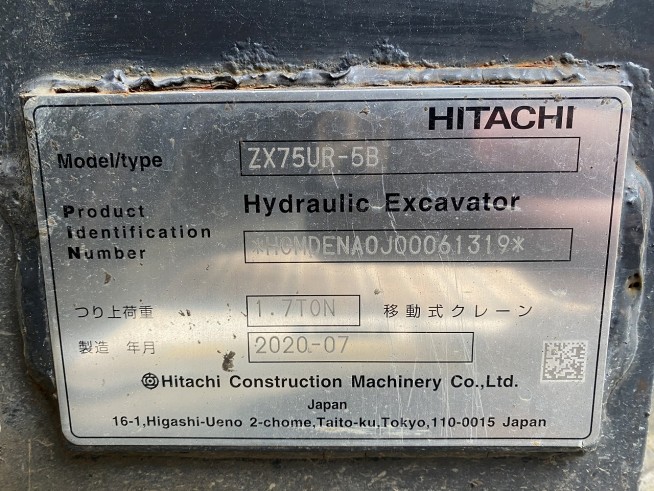 HITACHI
Model/type ZX75UR-5B
Hydraulic Excavator
Product
Identification
Number *HCMDENA0J00061319*
つり上荷重 1.7TON 移動式クレーン
製造 年月 2020-07
Hitachi Construction Machinery Co.,Ltd.
Japan
16-1,Higashi-Ueno 2-chome,Taito-ku,Tokyo,110-0015 Japan